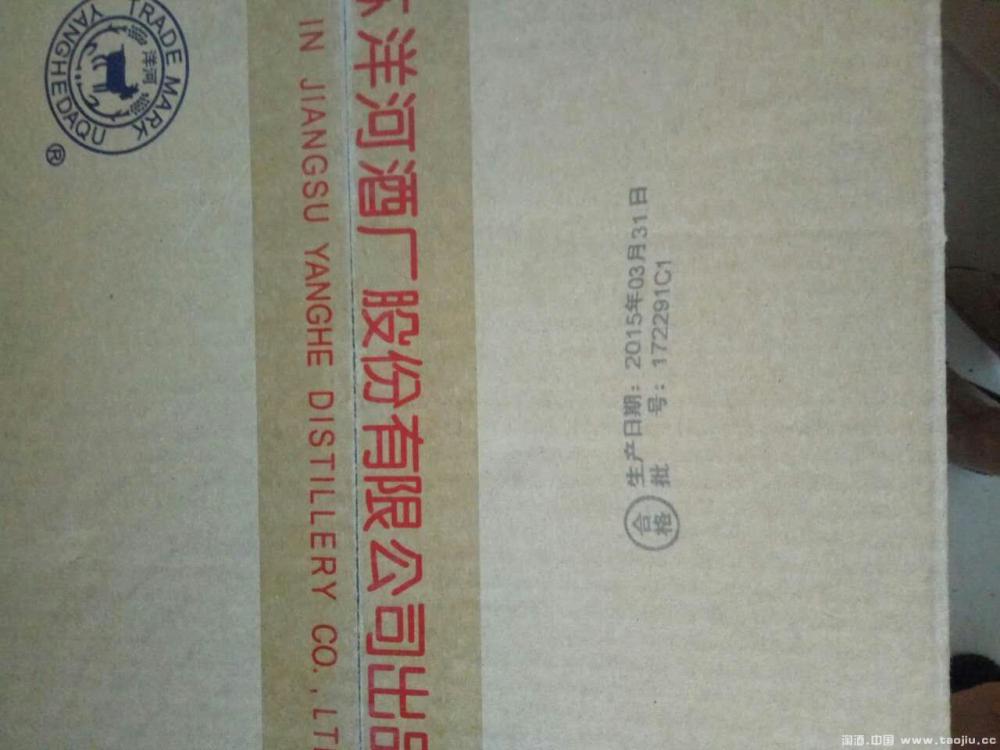 TRADE MARK
洋河
YANGHEDAQU
®
洋河酒厂股份有限公司出品
IN JIANGSU YANGHE DISTILLERY CO.,LT
合格
生产日期：2015年03月31日
批 号：172291C1
淘酒.中国 www.taojiu.cc